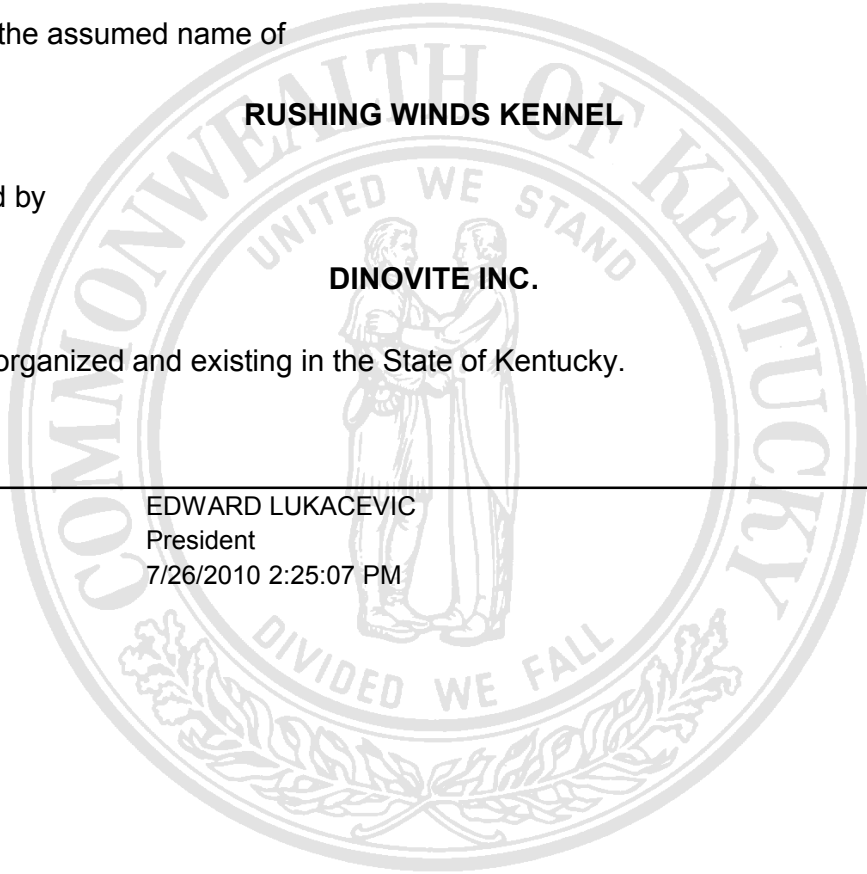 the assumed name of
RUSHING WINDS KENNEL
d by
DINOVITE INC.
organized and existing in the State of Kentucky.
EDWARD LUKACEVIC
President
7/26/2010 2:25:07 PM
COMMONWEALTH OF KENTUCKY
UNITED WE STAND
DIVIDED WE FALL